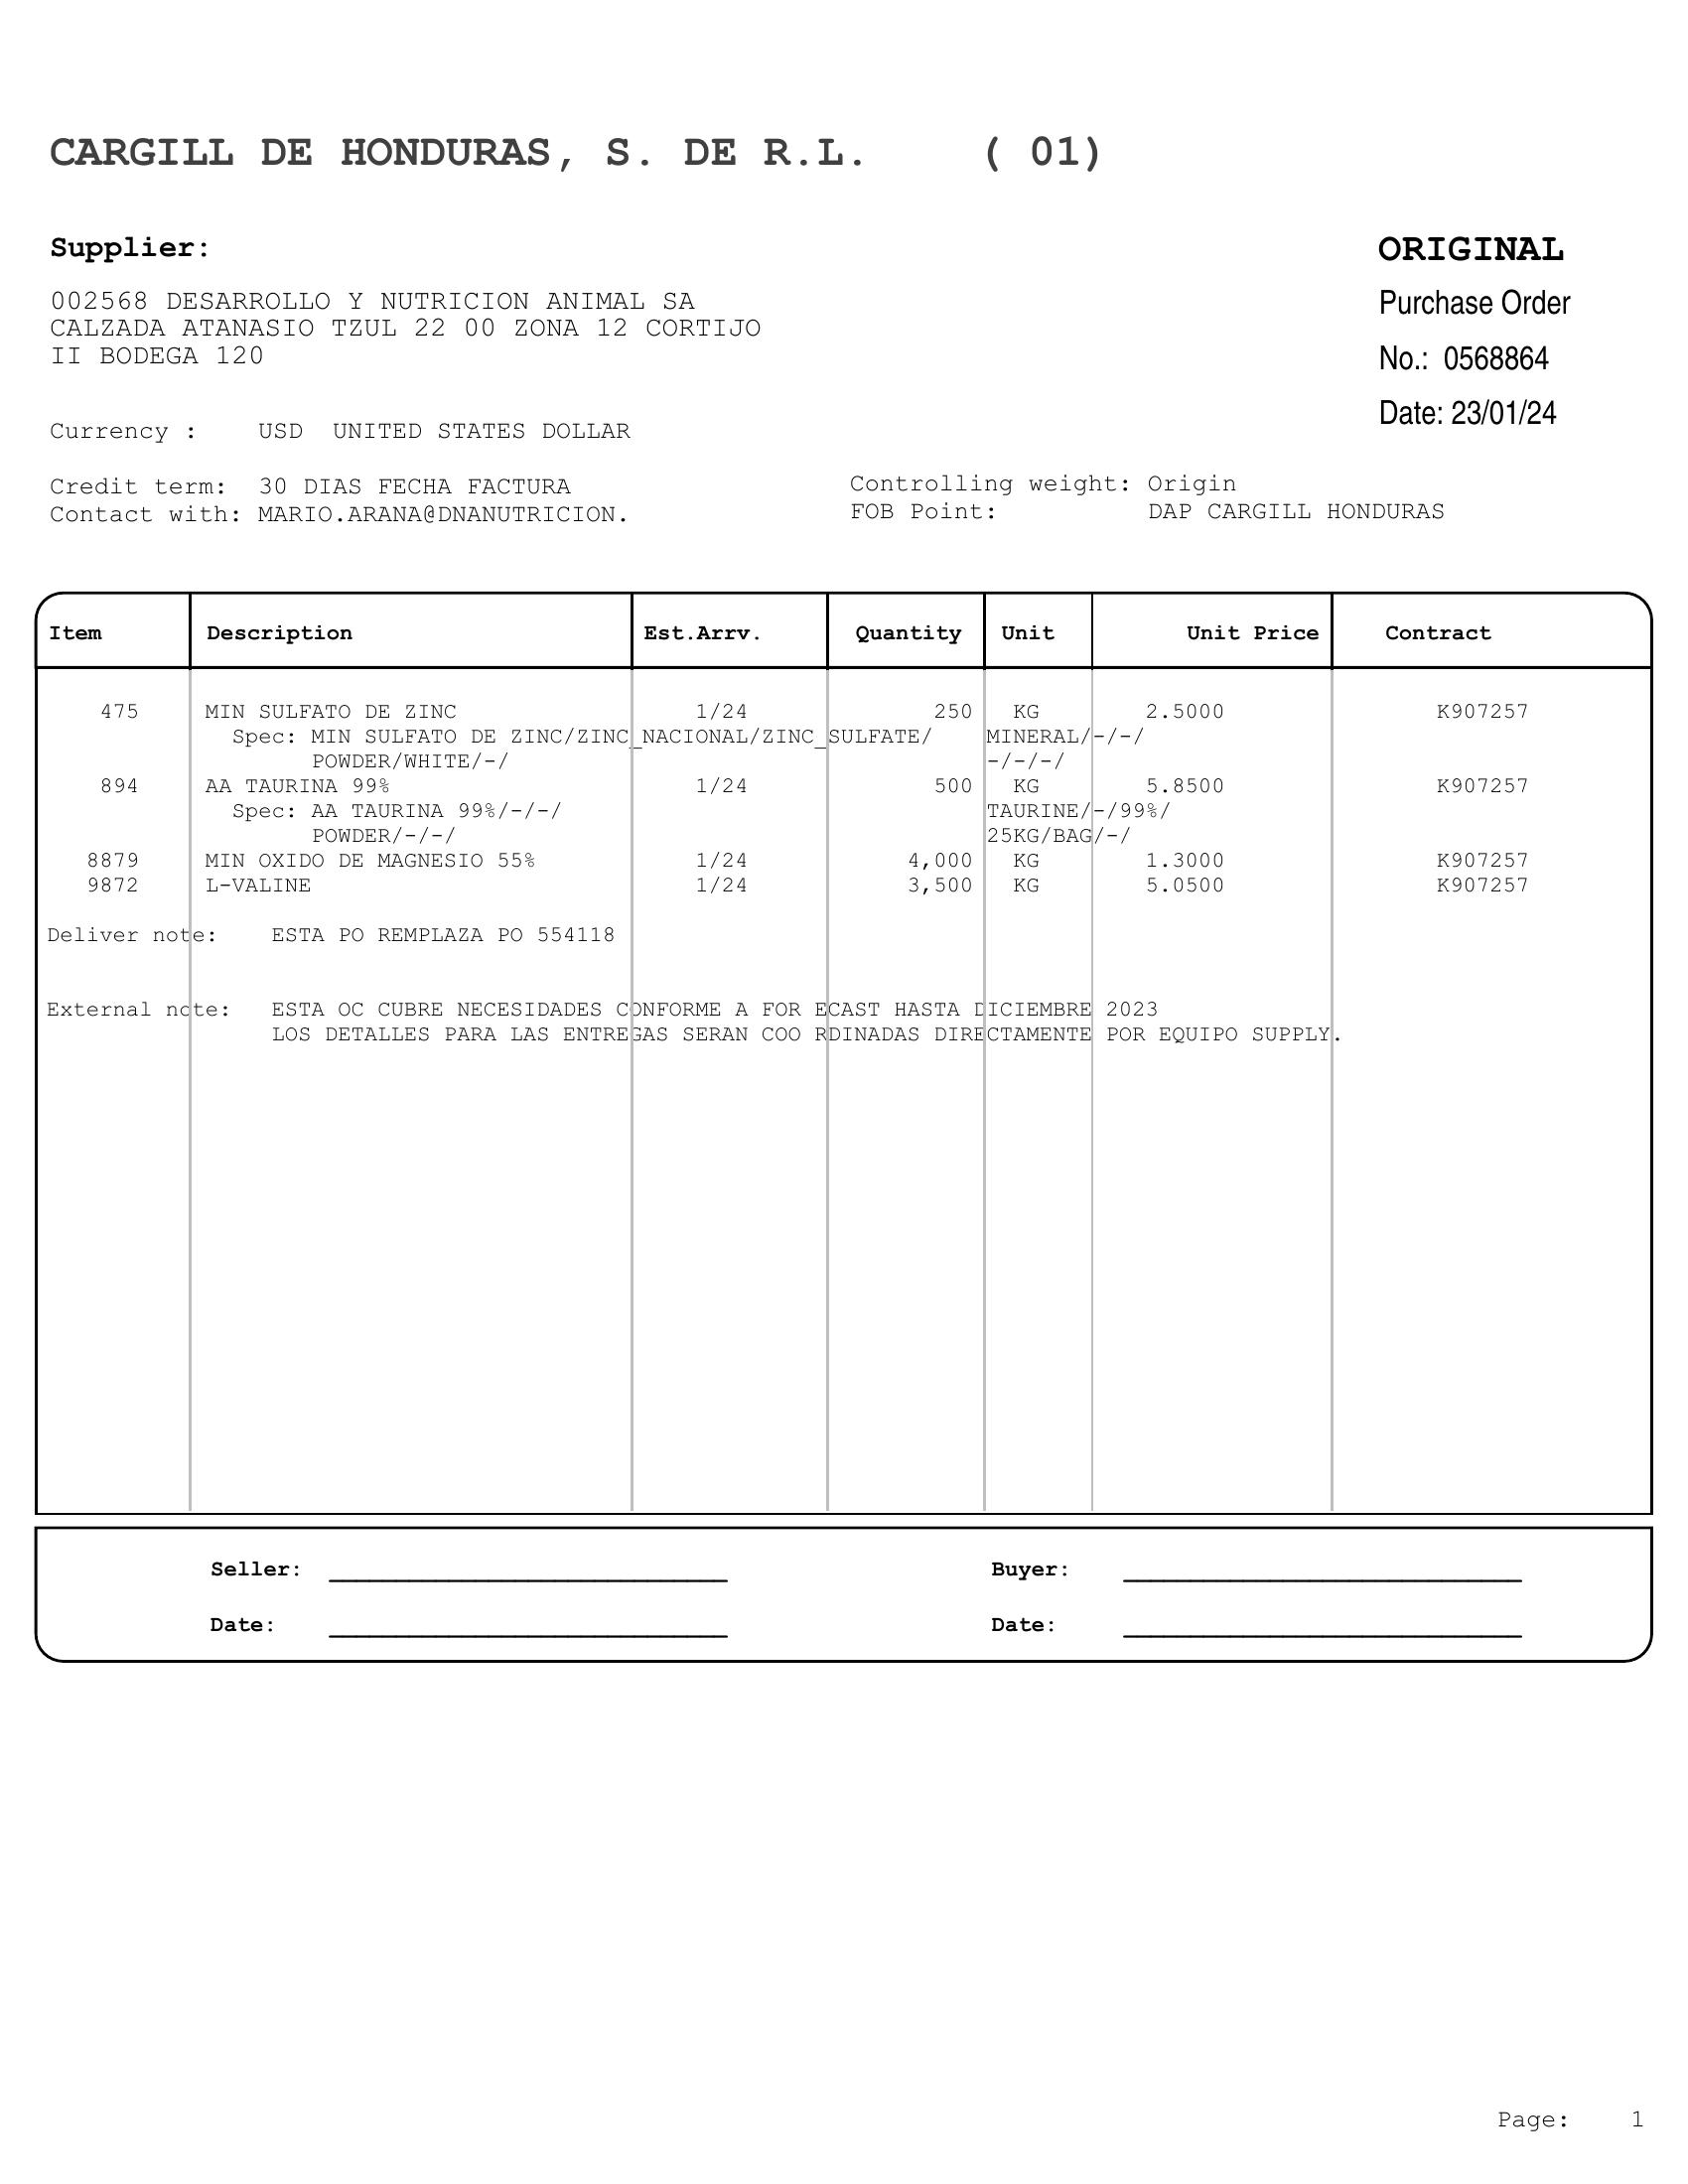 CARGILL DE HONDURAS, S. DE R.L. ( 01)
Supplier:
ORIGINAL
002568 DESARROLLO Y NUTRICION ANIMAL SA
CALZADA ATANASIO TZUL 22 00 ZONA 12 CORTIJO
II BODEGA 120
Purchase Order
No.: 0568864
Date: 23/01/24
Currency : USD UNITED STATES DOLLAR
Credit term: 30 DIAS FECHA FACTURA
Contact with: MARIO.ARANA@DNANUTRICION.
Controlling weight: Origin
FOB Point: DAP CARGILL HONDURAS
Item Description Est.Arrv. Quantity Unit Unit Price Contract
475 MIN SULFATO DE ZINC 1/24 250 KG 2.5000 K907257
Spec: MIN SULFATO DE ZINC/ZINC_NACIONAL/ZINC_SULFATE/ MINERAL/-/-/
POWDER/WHITE/-/ -/-/-/
894 AA TAURINA 99% 1/24 500 KG 5.8500 K907257
Spec: AA TAURINA 99%/-/-/ TAURINE/-/99%/
POWDER/-/-/ 25KG/BAG/-/
8879 MIN OXIDO DE MAGNESIO 55% 1/24 4,000 KG 1.3000 K907257
9872 L-VALINE 1/24 3,500 KG 5.0500 K907257
Deliver note: ESTA PO REMPLAZA PO 554118
External note: ESTA OC CUBRE NECESIDADES CONFORME A FOR ECAST HASTA DICIEMBRE 2023
LOS DETALLES PARA LAS ENTREGAS SERAN COO RDINADAS DIRECTAMENTE POR EQUIPO SUPPLY.
Seller: Buyer:
Date: Date:
Page: 1